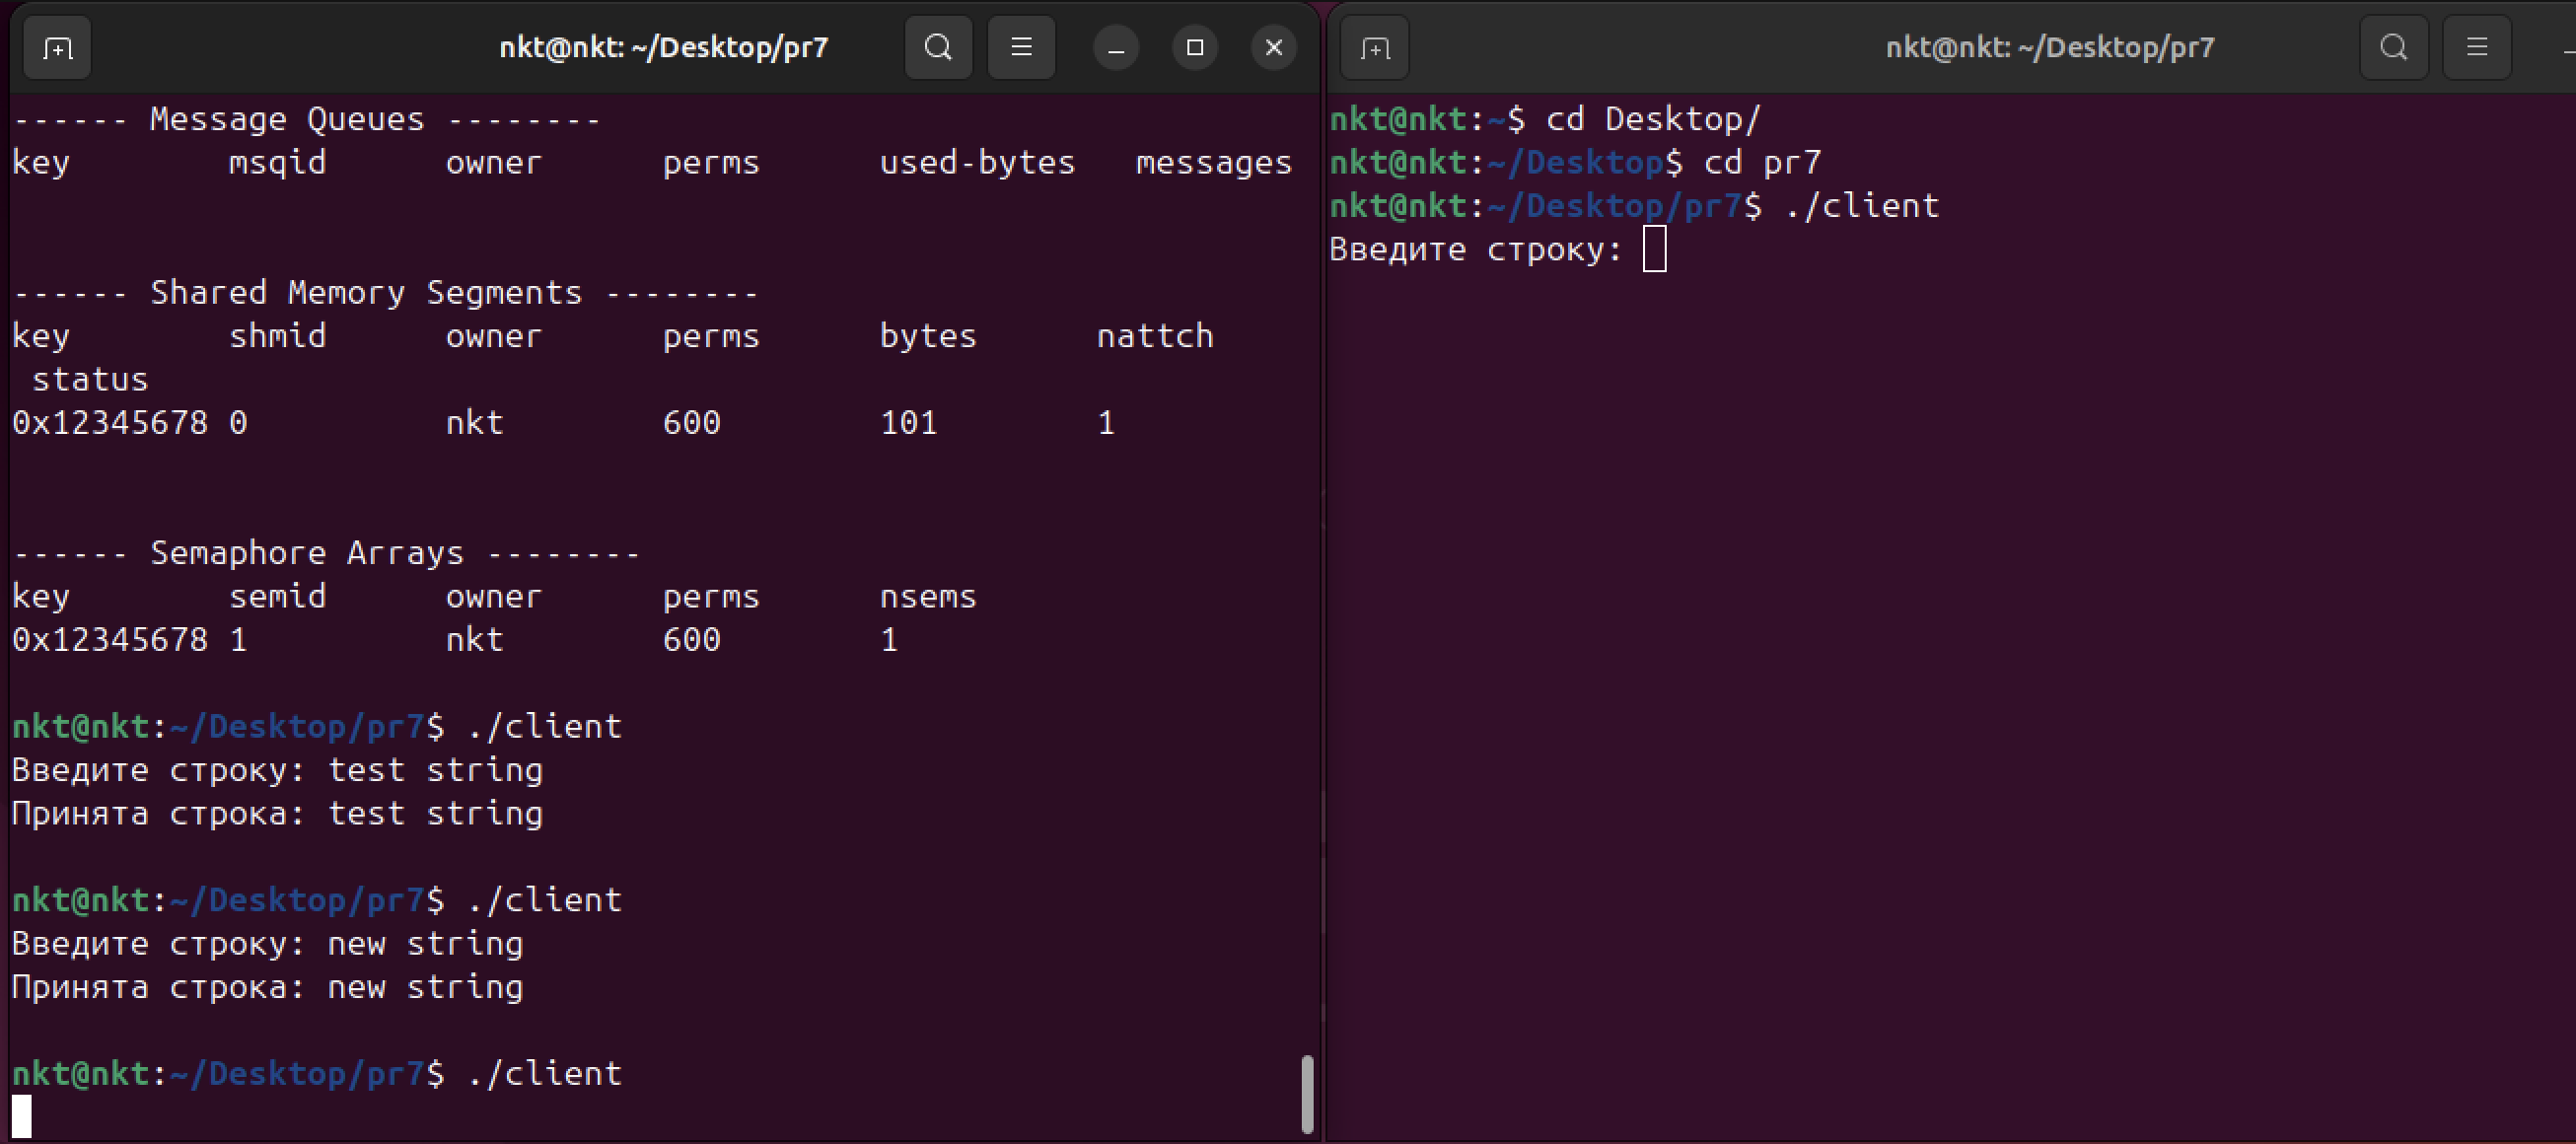 nkt@nkt: ~/Desktop/pr7
------ Message Queues --------
key        msqid      owner      perms      used-bytes   messages
------ Shared Memory Segments --------
key        shmid      owner      perms      bytes      nattch
 status
0x12345678 0          nkt        600        101        1
------ Semaphore Arrays --------
key        semid      owner      perms      nsems
0x12345678 1          nkt        600        1
nkt@nkt:~/Desktop/pr7$ ./client
Введите строку: test string
Принята строка: test string
nkt@nkt:~/Desktop/pr7$ ./client
Введите строку: new string
Принята строка: new string
nkt@nkt:~/Desktop/pr7$ ./client
nkt@nkt: ~/Desktop/pr7
nkt@nkt:~$ cd Desktop/
nkt@nkt:~/Desktop$ cd pr7
nkt@nkt:~/Desktop/pr7$ ./client
Введите строку: